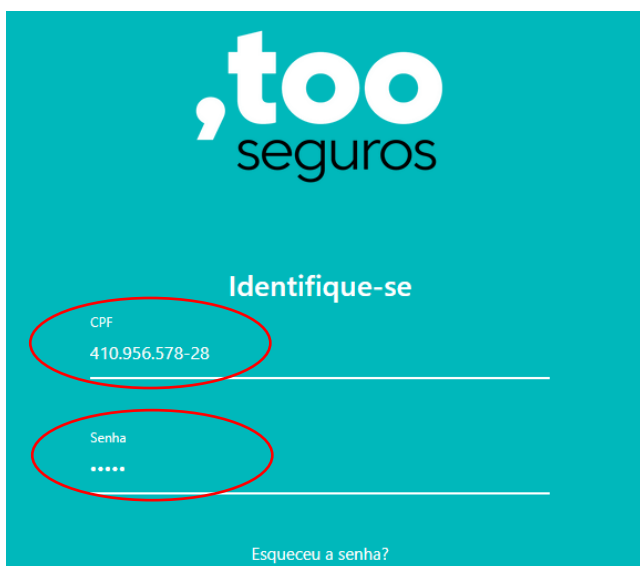 ,too
seguros
Identifique-se
CPF
410.956.578-28
Senha
•••••
Esqueceu a senha?